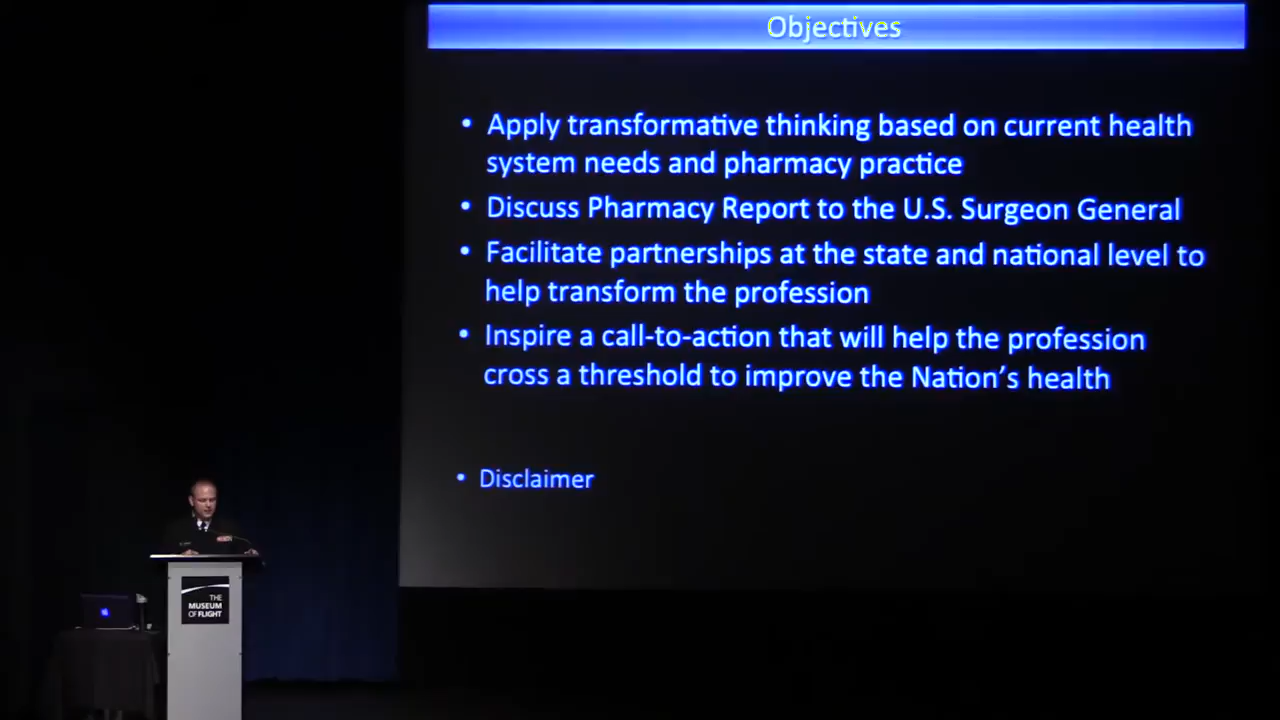 Objectives
• Apply transformative thinking based on current health
system needs and pharmacy practice
• Discuss Pharmacy Report to the U.S. Surgeon General
• Facilitate partnerships at the state and national level to
help transform the profession
• Inspire a call-to-action that will help the profession
cross a threshold to improve the Nation's health
• Disclaimer
THE
MUSEUM
OF FLIGHT